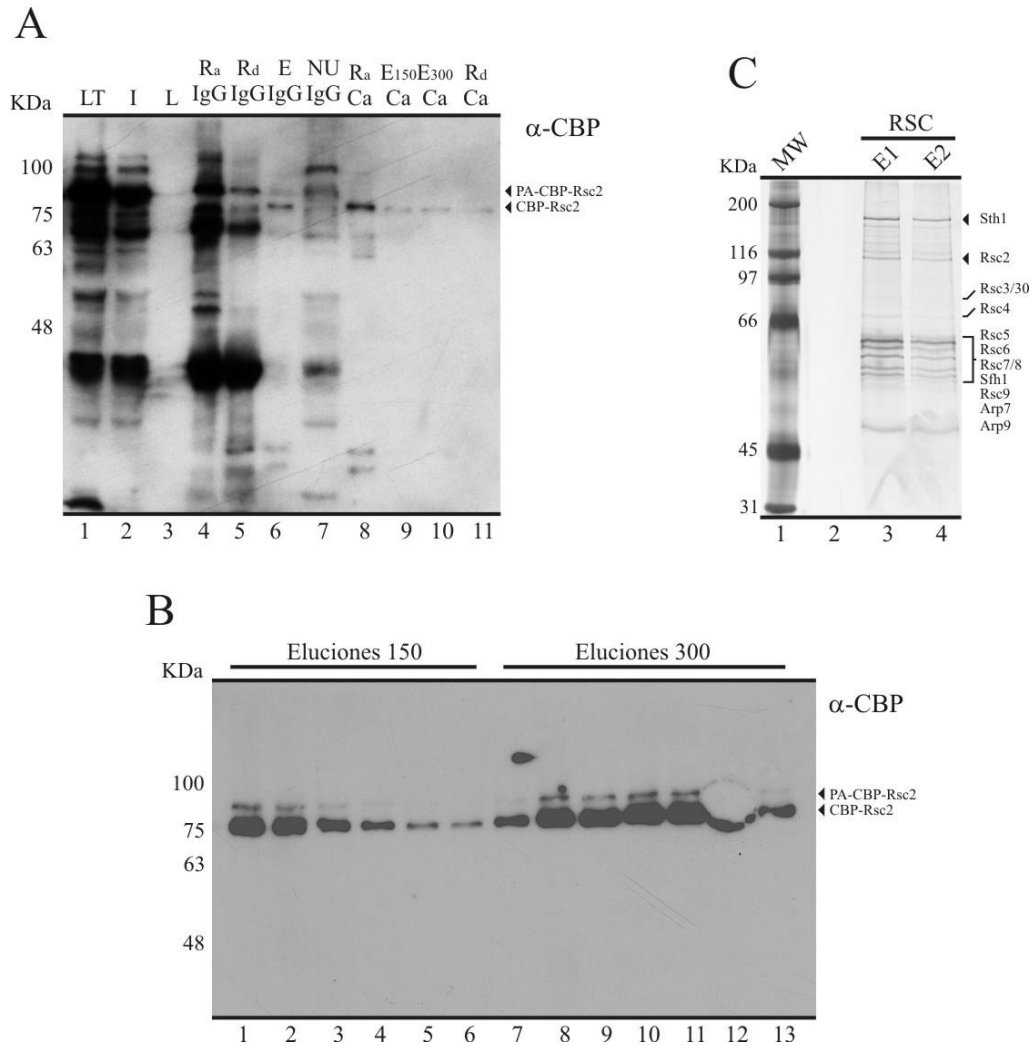 A
KDa
LT I L Ra IgG Rd IgG E IgG NU IgG Ra Ca E150 Ca E300 Ca Rd Ca
α-CBP
100
75
63
48
PA-CBP-Rsc2
CBP-Rsc2
1 2 3 4 5 6 7 8 9 10 11
C
RSC
KDa MW E1 E2
200
116
97
66
45
31
Sth1
Rsc2
Rsc3/30
Rsc4
Rsc5
Rsc6
Rsc7/8
Sfh1
Rsc9
Arp7
Arp9
1 2 3 4
B
Eluciones 150 Eluciones 300
KDa
α-CBP
100
75
63
48
PA-CBP-Rsc2
CBP-Rsc2
1 2 3 4 5 6 7 8 9 10 11 12 13